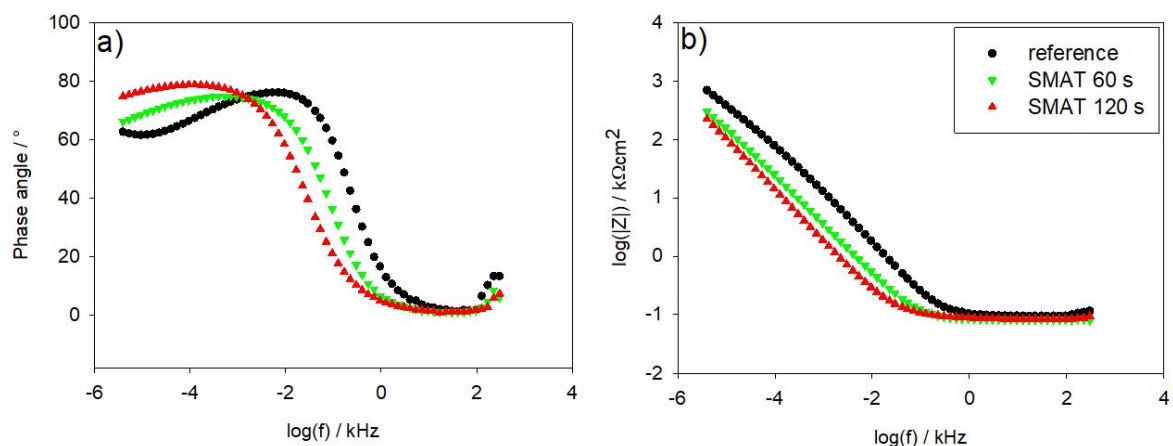 a)
100
80
60
40
20
0
Phase angle / °
-6 -4 -2 0 2 4
log(f) / kHz
b)
4
3
2
1
0
-1
-2
log(|Z|) / kΩcm2
-6 -4 -2 0 2 4
log(f) / kHz
reference
SMAT 60 s
SMAT 120 s